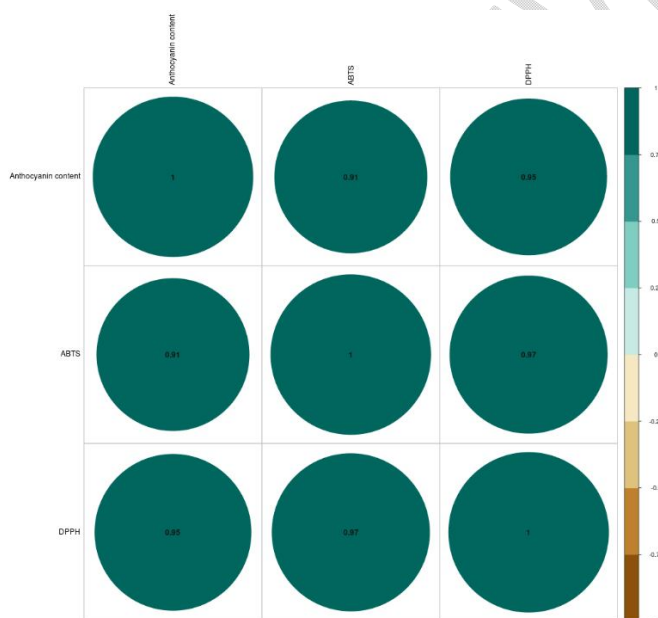 Anthocyanin content
ABTS
DPPH
1
Anthocyanin content
1
0.91
0.95
0
ABTS
0.91
1
0.97
DPPH
0.95
0.97
1